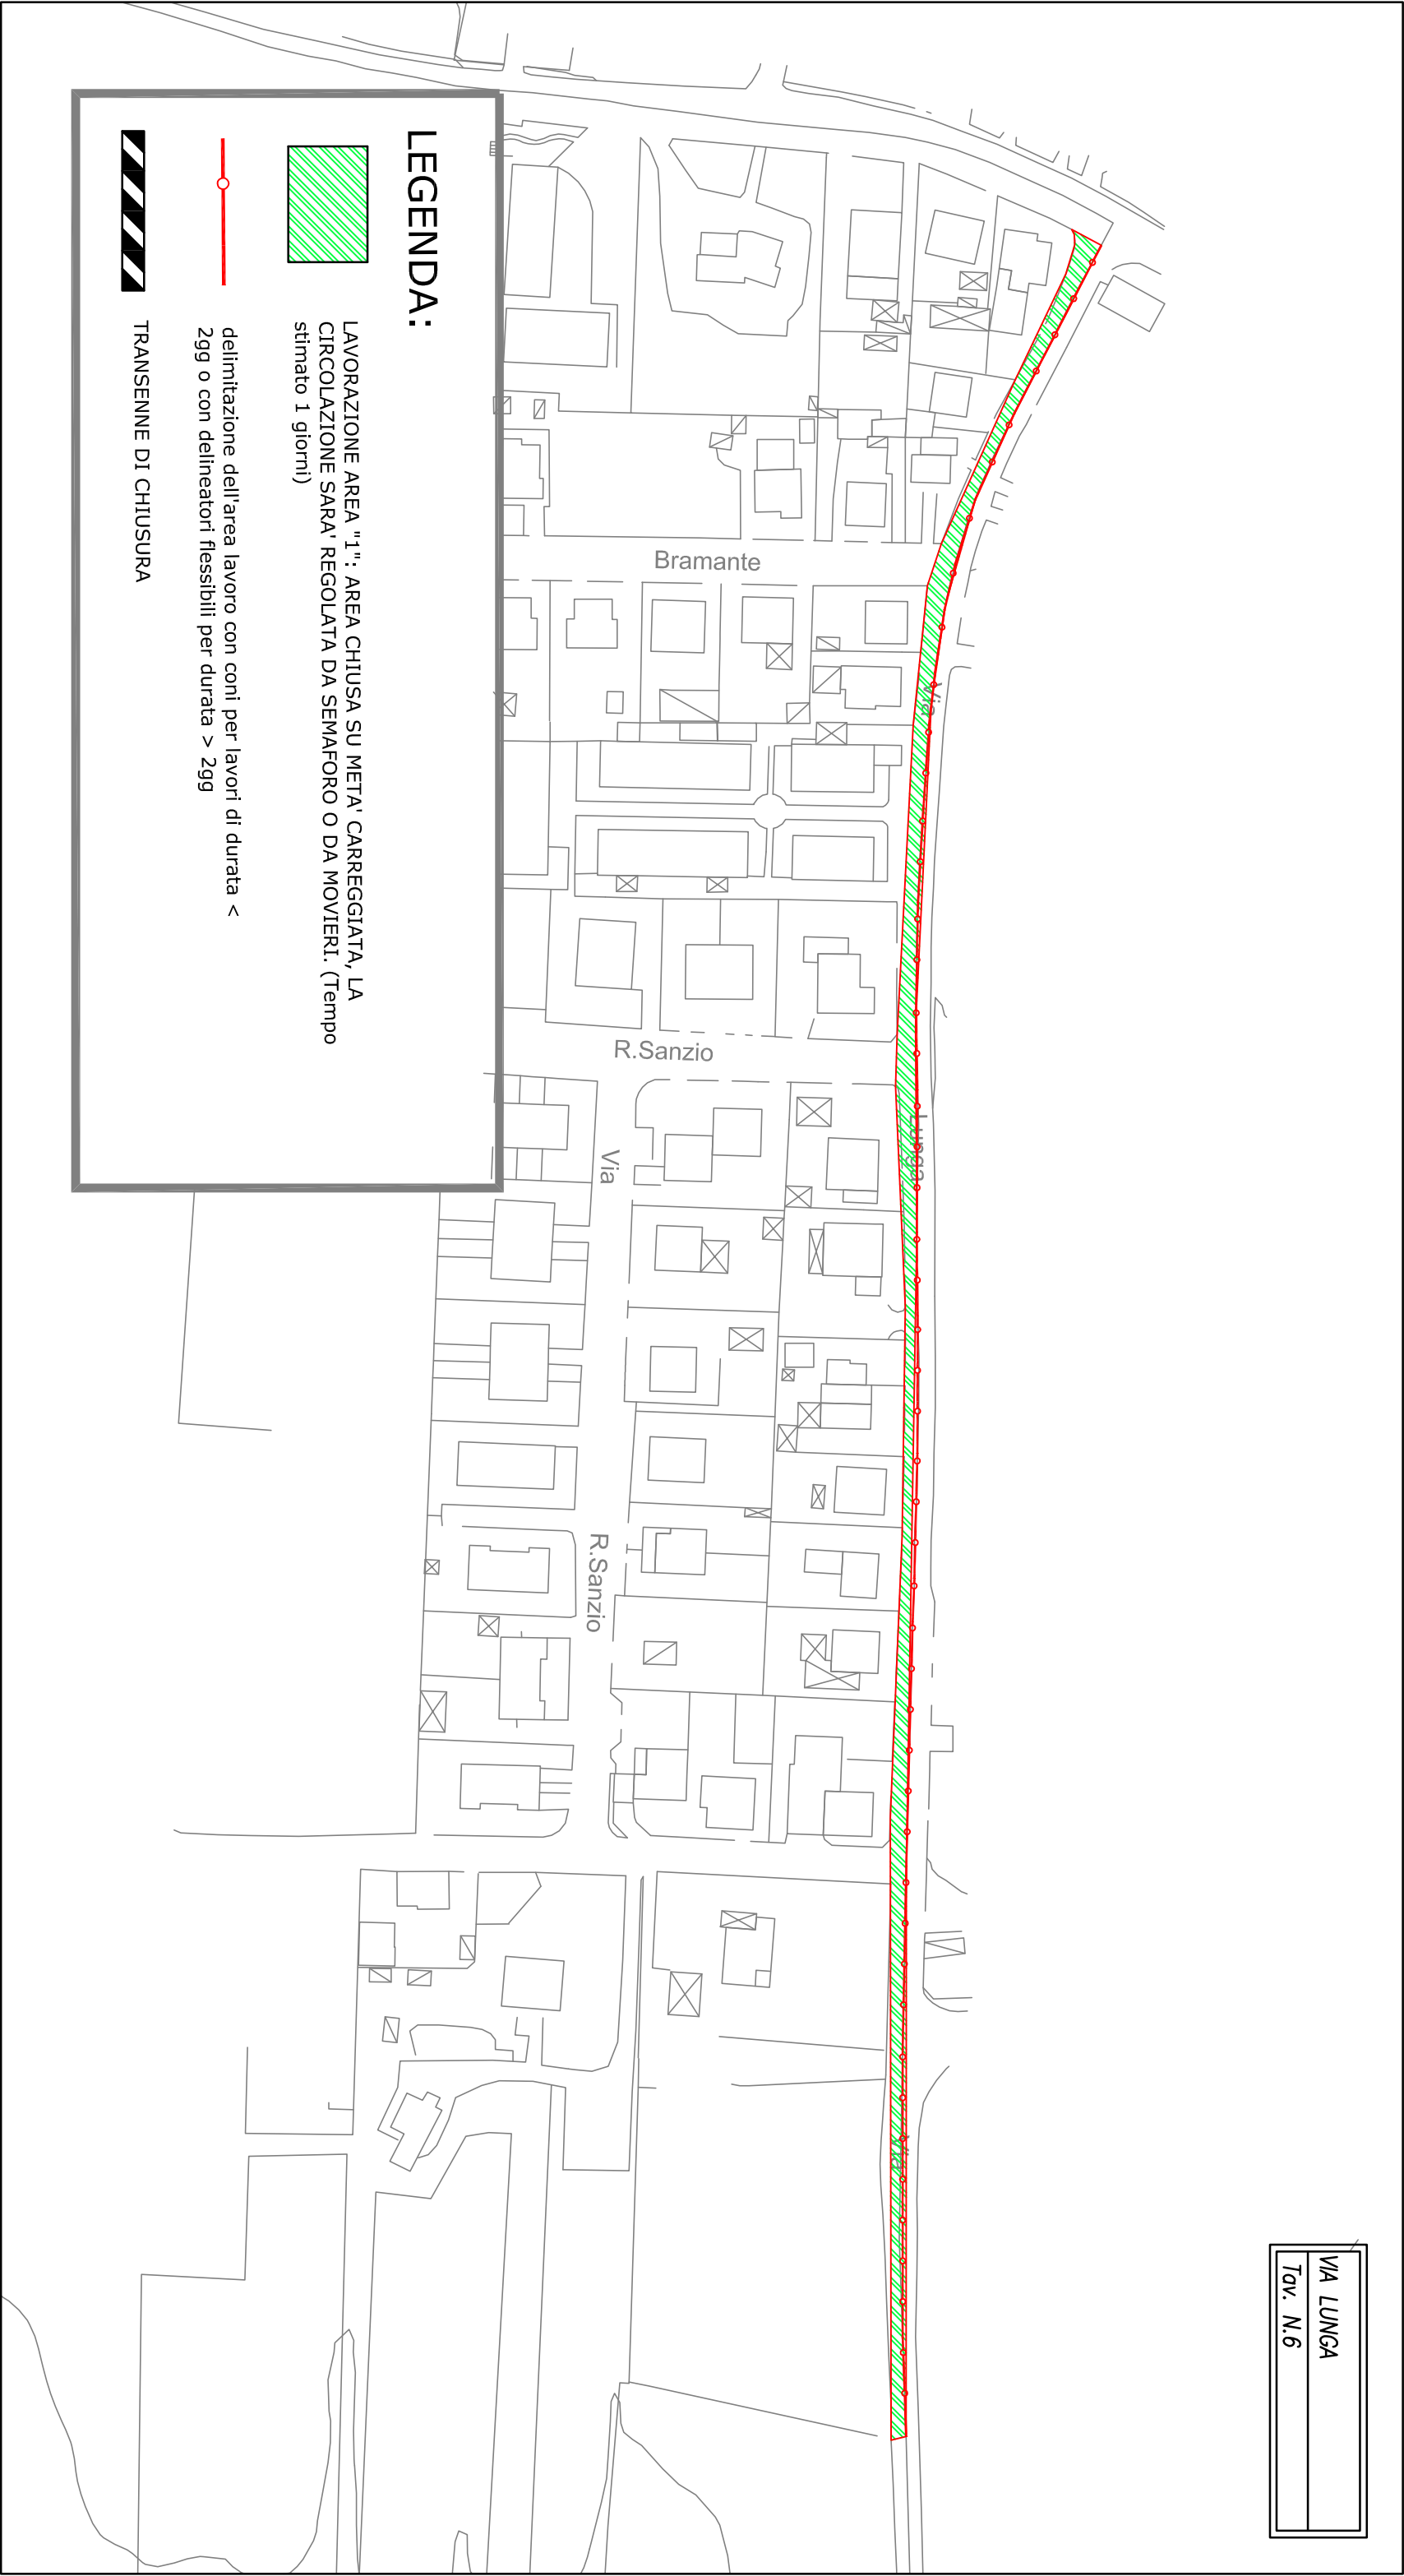 LEGENDA:
LAVORAZIONE AREA "1": AREA CHIUSA SU META' CARREGGIATA, LA
CIRCOLAZIONE SARA' REGOLATA DA SEMAFORO O DA MOVIERI. (Tempo
stimato 1 giorni)
delimitazione dell'area lavoro con coni per lavori di durata <
2gg o con delineatori flessibili per durata > 2gg
TRANSENNE DI CHIUSURA
Bramante
R.Sanzio
Via
R.Sanzio
Via
Lunga
Via
VIA LUNGA
Tav. N.6